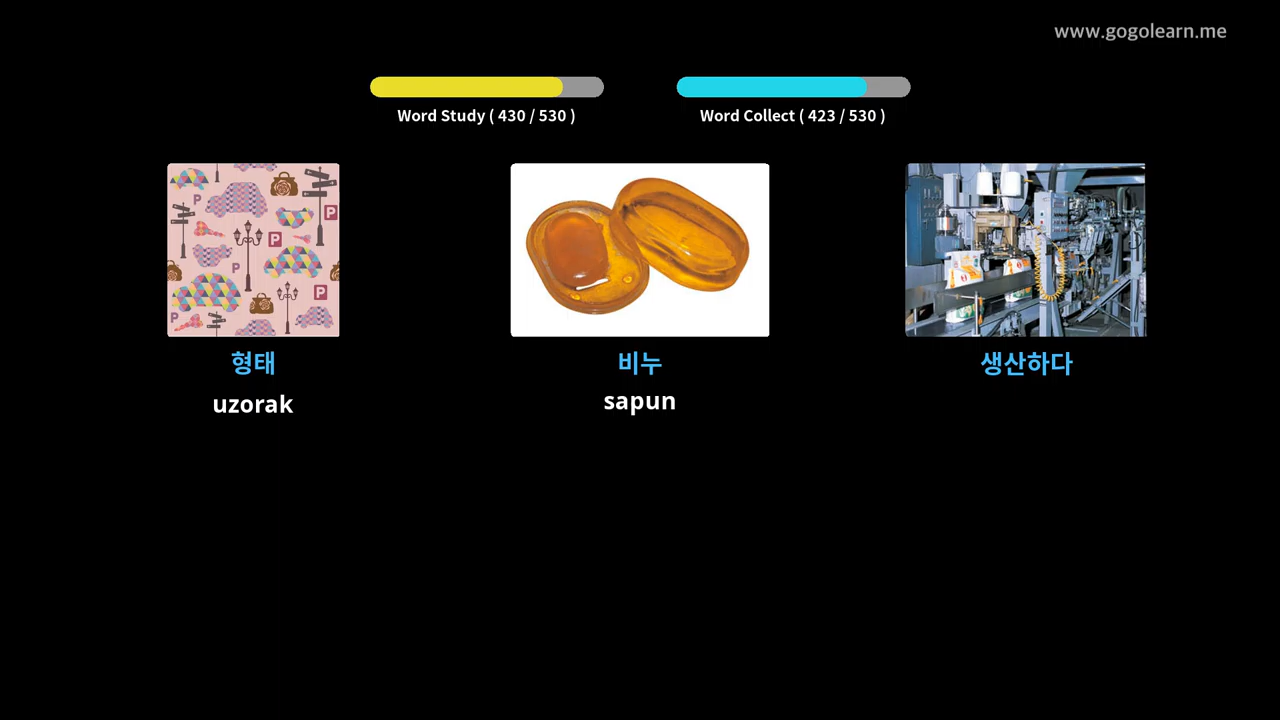 www.gogolearn.me
Word Study ( 430 / 530 )
Word Collect ( 423 / 530 )
P
P
P
P
P
P
형태
비누
생산하다
uzorak
sapun